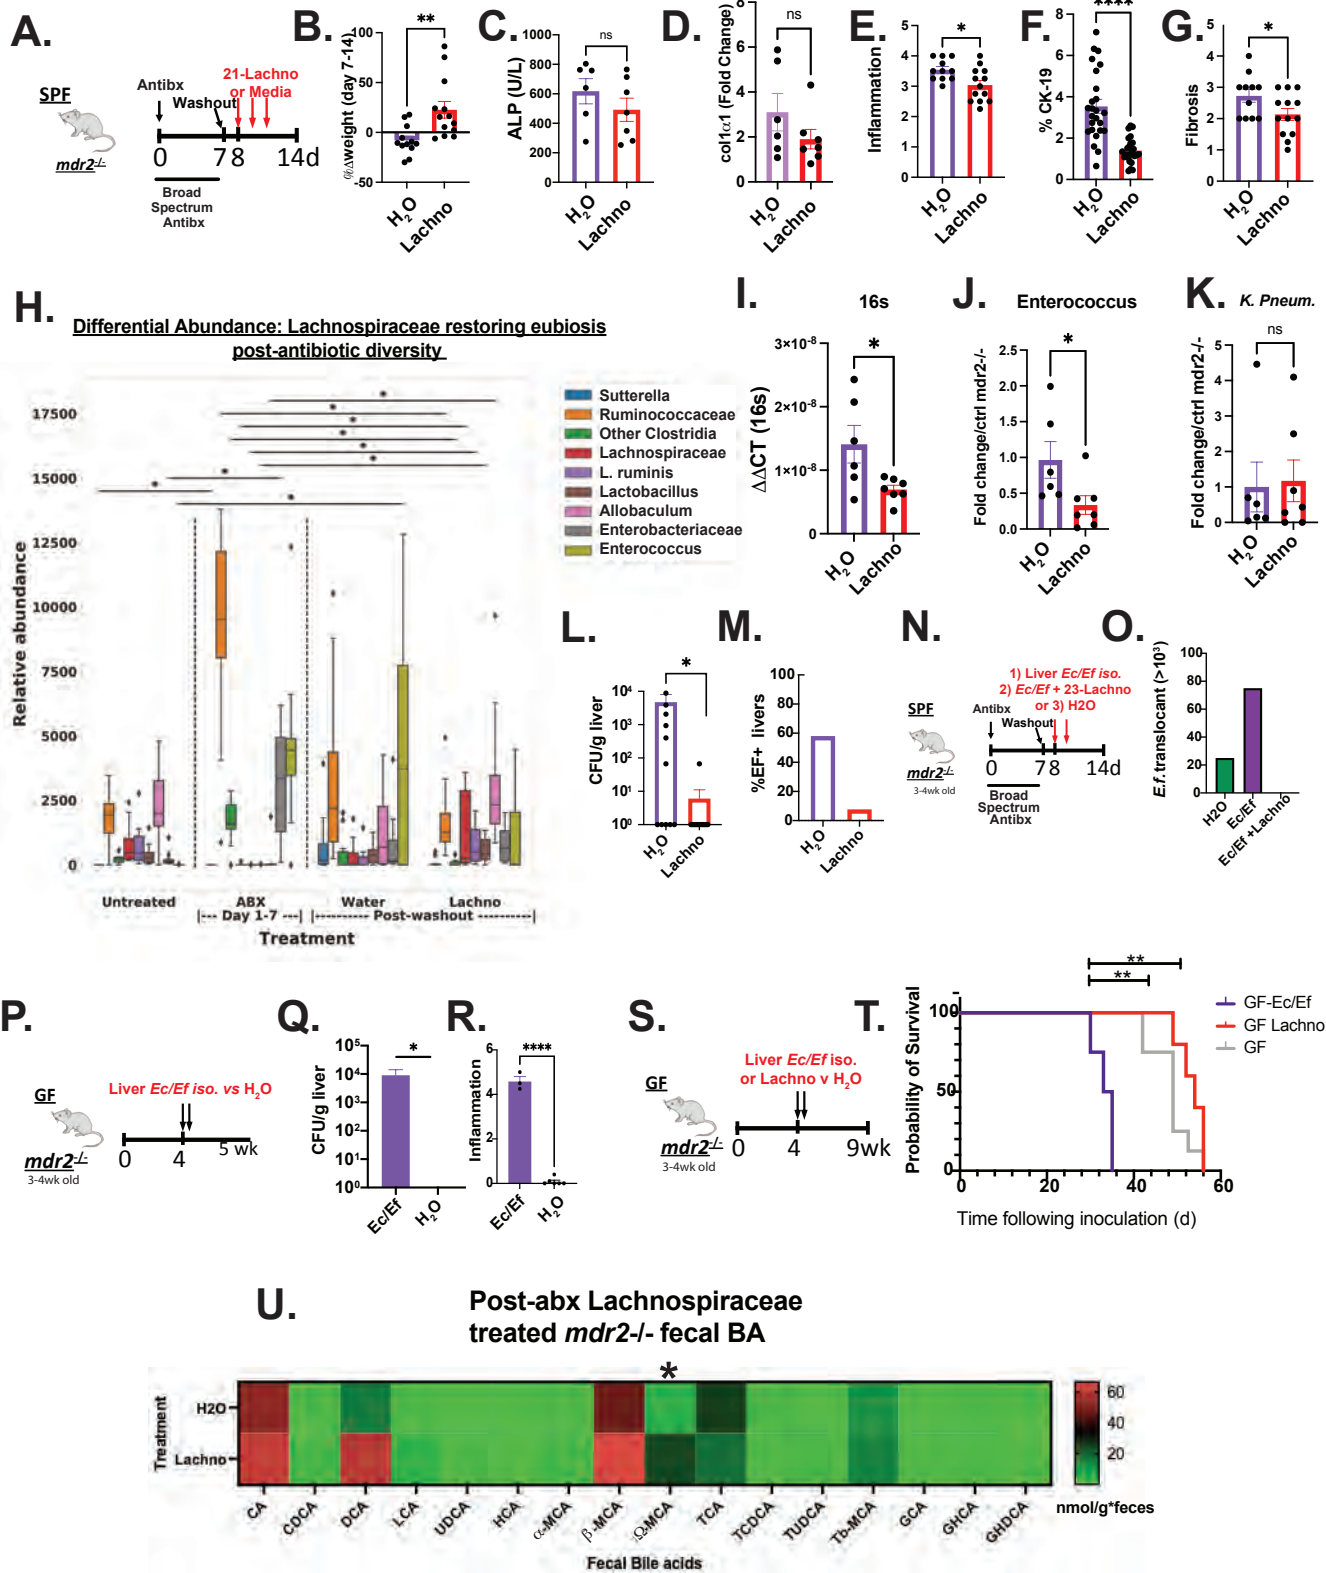 A.
SPF
mdr2-/-
Antibx
Washout
21-Lachno
or Media
0
7
8
14d
Broad
Spectrum
Antibx
B.
%Δweight (day 7-14)
100
50
0
-50
**
H2O
Lachno
C.
ALP (U/L)
1000
800
600
400
200
0
ns
H2O
Lachno
D.
col1α1 (Fold Change)
8
6
4
2
0
ns
H2O
Lachno
E.
Inflammation
5
4
3
2
1
0
*
H2O
Lachno
F.
% CK-19
8
6
4
2
0
****
H2O
Lachno
G.
Fibrosis
5
4
3
2
1
0
*
H2O
Lachno
H.
Differential Abundance: Lachnospiraceae restoring eubiosis
post-antibiotic diversity
Relative abundance
17500
15000
12500
10000
7500
5000
2500
0
Sutterella
Ruminococcaceae
Other Clostridia
Lachnospiraceae
L. ruminis
Lactobacillus
Allobaculum
Enterobacteriaceae
Enterococcus
Untreated
ABX
Water
Lachno
|--- Day 1-7 ---|
|---------- Post-washout ----------|
Treatment
I.
16s
ΔΔCT (16s)
3×10-8
2×10-8
1×10-8
0
*
H2O
Lachno
J.
Enterococcus
Fold change/ctrl mdr2-/-
2.5
2.0
1.5
1.0
0.5
0.0
*
H2O
Lachno
K.
K. Pneum.
Fold change/ctrl mdr2-/-
5
4
3
2
1
0
ns
H2O
Lachno
L.
CFU/g liver
10⁴
10³
10²
10¹
10⁰
*
H2O
Lachno
M.
%EF+ livers
100
80
60
40
20
0
H2O
Lachno
N.
SPF
mdr2-/-
3-4wk old
1) Liver Ec/Ef iso.
2) Ec/Ef + 23-Lachno
or 3) H2O
Antibx
Washout
0
7
8
14d
Broad
Spectrum
Antibx
O.
E.f. translocant (>10³)
100
80
60
40
20
0
H2O
Ec/Ef
Ec/Ef +Lachno
P.
GF
mdr2-/-
3-4wk old
Liver Ec/Ef iso. vs H2O
0
4
5 wk
Q.
CFU/g liver
10⁵
10⁴
10³
10²
10¹
10⁰
*
Ec/Ef
H2O
R.
Inflammation
6
4
2
0
****
Ec/Ef
H2O
S.
GF
mdr2-/-
3-4wk old
Liver Ec/Ef iso.
or Lachno v H2O
0
4
9wk
T.
Probability of Survival
100
50
0
**
**
0
20
40
60
Time following inoculation (d)
GF-Ec/Ef
GF Lachno
GF
U.
Post-abx Lachnospiraceae
treated mdr2-/- fecal BA
*
Treatment
H2O
Lachno
CA
CDCA
DCA
LCA
UDCA
HCA
α-MCA
β-MCA
Ω-MCA
TCA
TCDCA
TUDCA
Tb-MCA
GCA
GHCA
GHDCA
Fecal Bile acids
60
40
20
nmol/g*feces